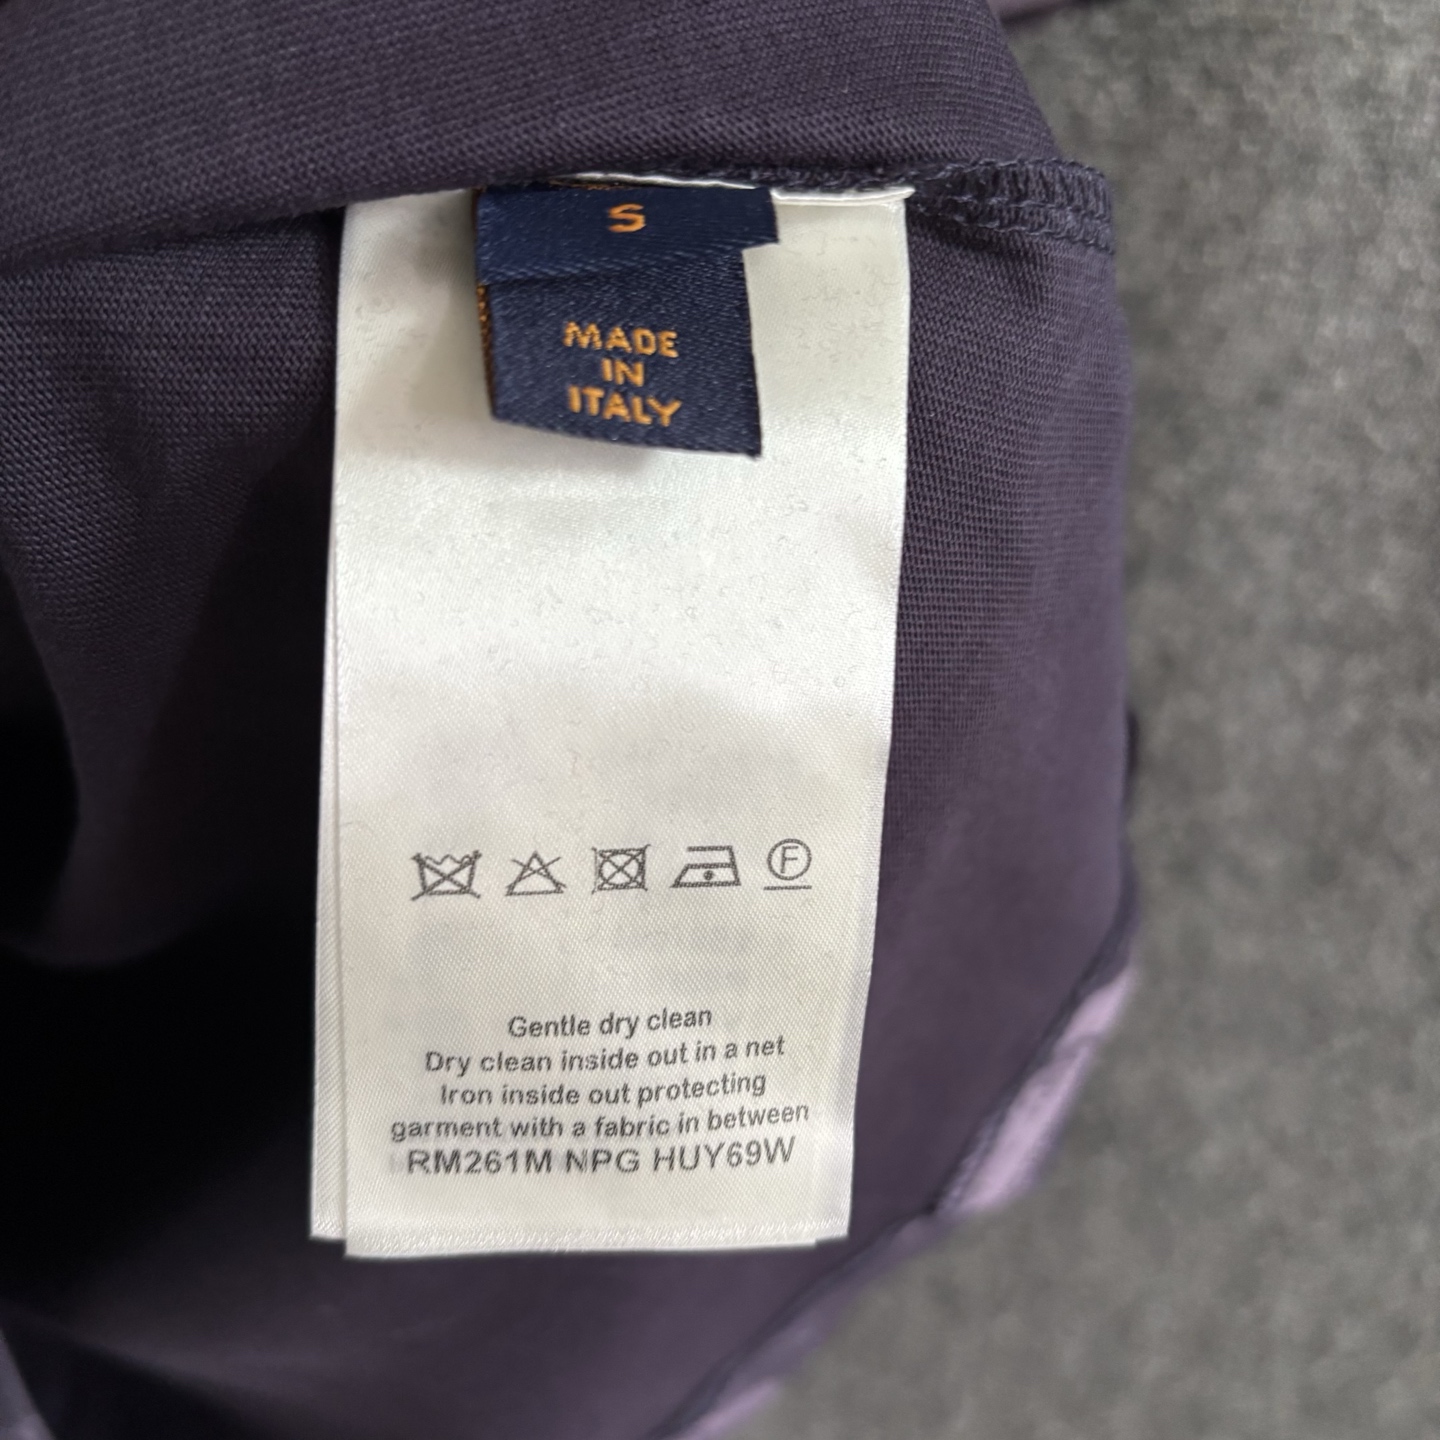 S
MADE
IN
ITALY
F
Gentle dry clean
Dry clean inside out in a net
Iron inside out protecting
garment with a fabric in between
RM261M NPG HUY69W